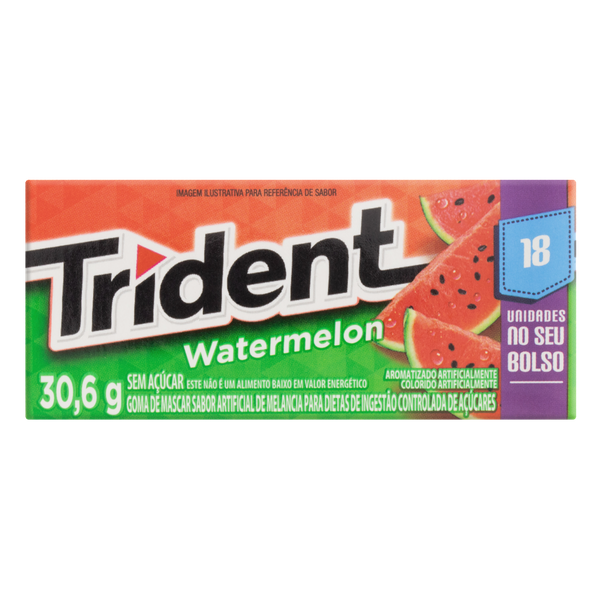 IMAGEM ILUSTRATIVA PARA REFERÊNCIA DE SABOR
Trident
Watermelon
18
UNIDADES
NO SEU
BOLSO
30,6 g
SEM AÇÚCAR ESTE NÃO É UM ALIMENTO BAIXO EM VALOR ENERGÉTICO
AROMATIZADO ARTIFICIALMENTE
COLORIDO ARTIFICIALMENTE
GOMA DE MASCAR SABOR ARTIFICIAL DE MELANCIA PARA DIETAS DE INGESTÃO CONTROLADA DE AÇÚCARES